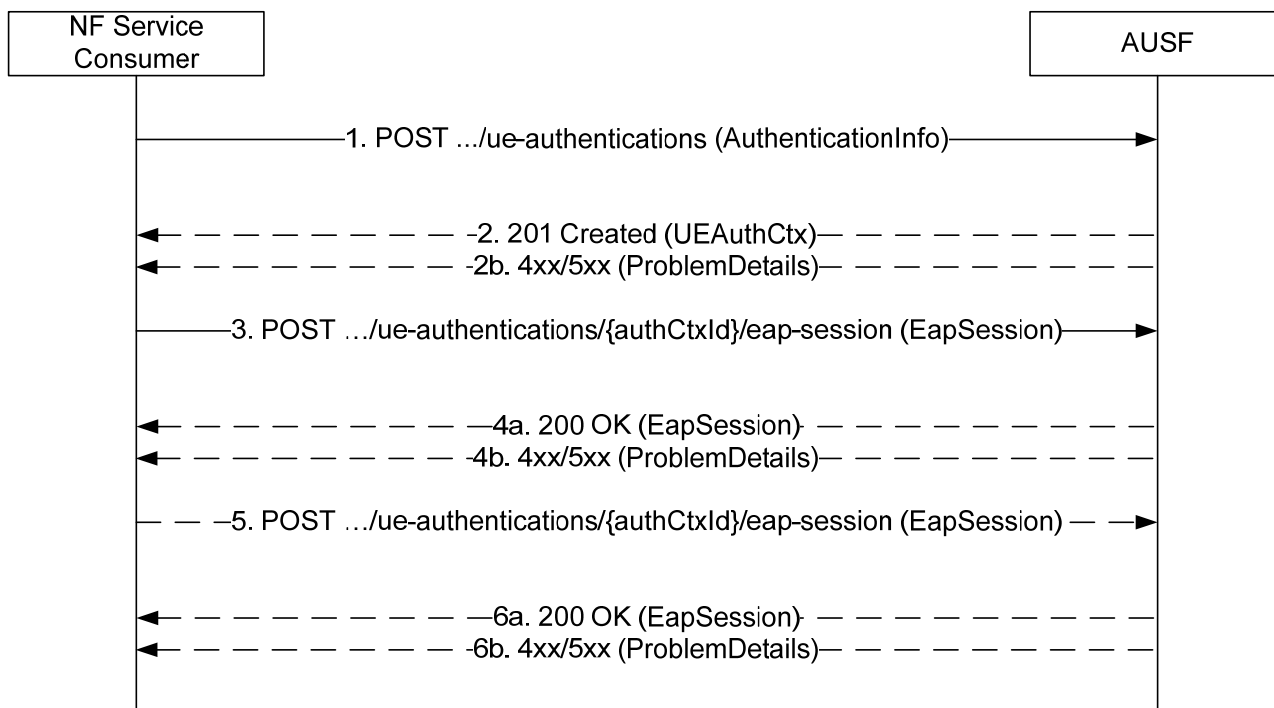 NF Service
Consumer
AUSF
1. POST .../ue-authentications (AuthenticationInfo)
2. 201 Created (UEAuthCtx)
2b. 4xx/5xx (ProblemDetails)
3. POST .../ue-authentications/{authCtxId}/eap-session (EapSession)
4a. 200 OK (EapSession)
4b. 4xx/5xx (ProblemDetails)
5. POST .../ue-authentications/{authCtxId}/eap-session (EapSession)
6a. 200 OK (EapSession)
6b. 4xx/5xx (ProblemDetails)